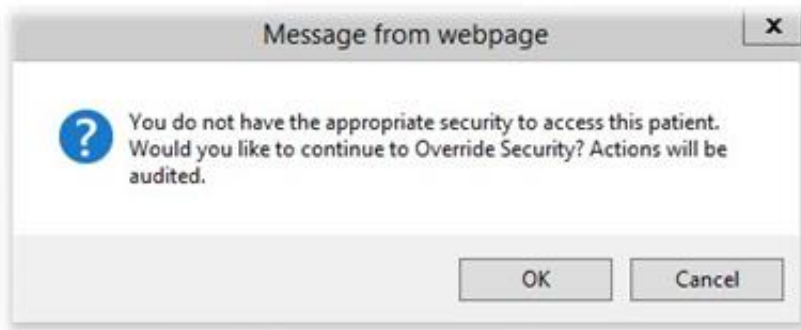 Message from webpage
X
?
You do not have the appropriate security to access this patient.
Would you like to continue to Override Security? Actions will be
audited.
OK
Cancel